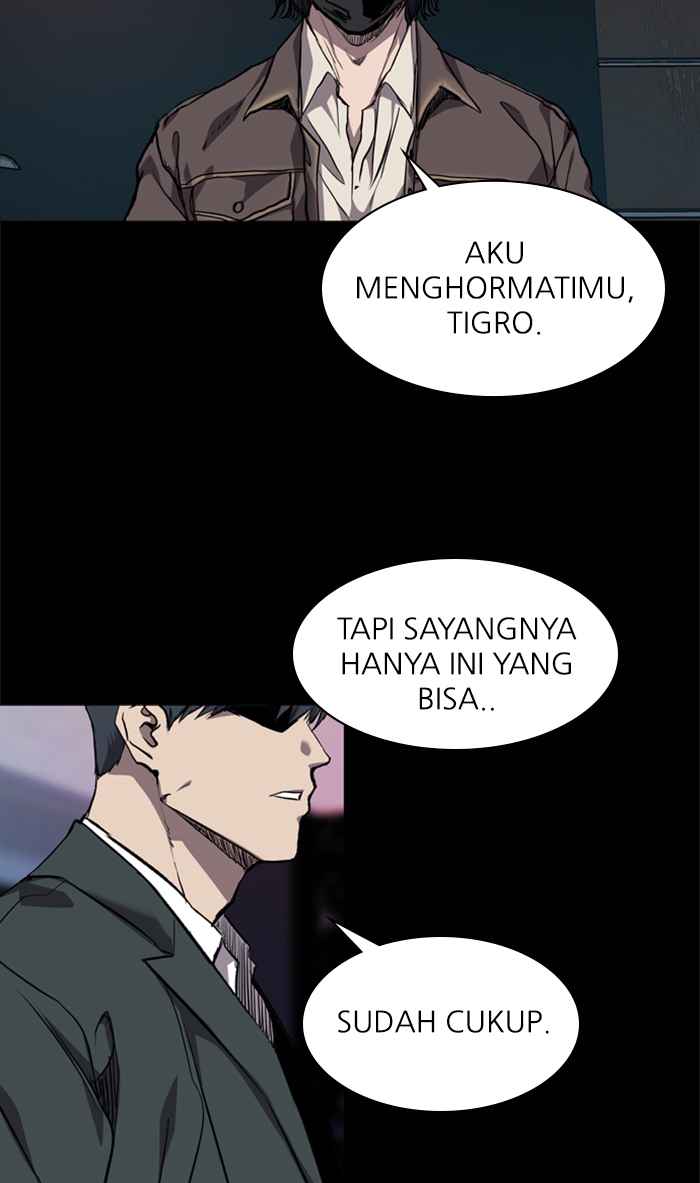 AKU
MENGHORMATIMU,
TIGRO.
TAPI SAYANGNYA
HANYA INI YANG
BISA..
SUDAH CUKUP.